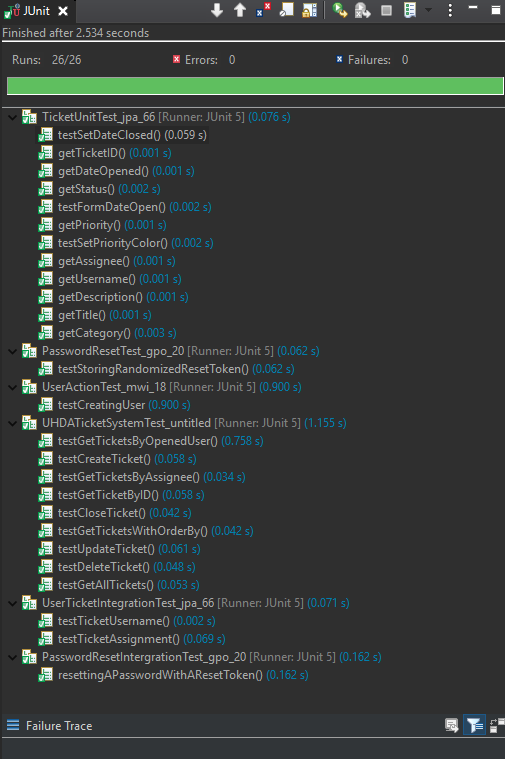 JUnit
Finished after 2.534 seconds
Runs: 26/26 Errors: 0 Failures: 0
TicketUnitTest_jpa_66 [Runner: JUnit 5] (0.076 s)
testSetDateClosed() (0.059 s)
getTicketID() (0.001 s)
getDateOpened() (0.001 s)
getStatus() (0.002 s)
testFormDateOpen() (0.002 s)
getPriority() (0.001 s)
testSetPriorityColor() (0.002 s)
getAssignee() (0.001 s)
getUsername() (0.001 s)
getDescription() (0.001 s)
getTitle() (0.001 s)
getCategory() (0.003 s)
PasswordResetTest_gpo_20 [Runner: JUnit 5] (0.062 s)
testStoringRandomizedResetToken() (0.062 s)
UserActionTest_mwi_18 [Runner: JUnit 5] (0.900 s)
testCreatingUser (0.900 s)
UHDATicketSystemTest_untitled [Runner: JUnit 5] (1.155 s)
testGetTicketsByOpenedUser() (0.758 s)
testCreateTicket() (0.058 s)
testGetTicketsByAssignee() (0.034 s)
testGetTicketByID() (0.058 s)
testCloseTicket() (0.042 s)
testGetTicketsWithOrderBy() (0.042 s)
testUpdateTicket() (0.061 s)
testDeleteTicket() (0.048 s)
testGetAllTickets() (0.053 s)
UserTicketIntegrationTest_jpa_66 [Runner: JUnit 5] (0.071 s)
testTicketUsername() (0.002 s)
testTicketAssignment() (0.069 s)
PasswordResetIntergrationTest_gpo_20 [Runner: JUnit 5] (0.162 s)
resettingAPasswordWithAResetToken() (0.162 s)
Failure Trace